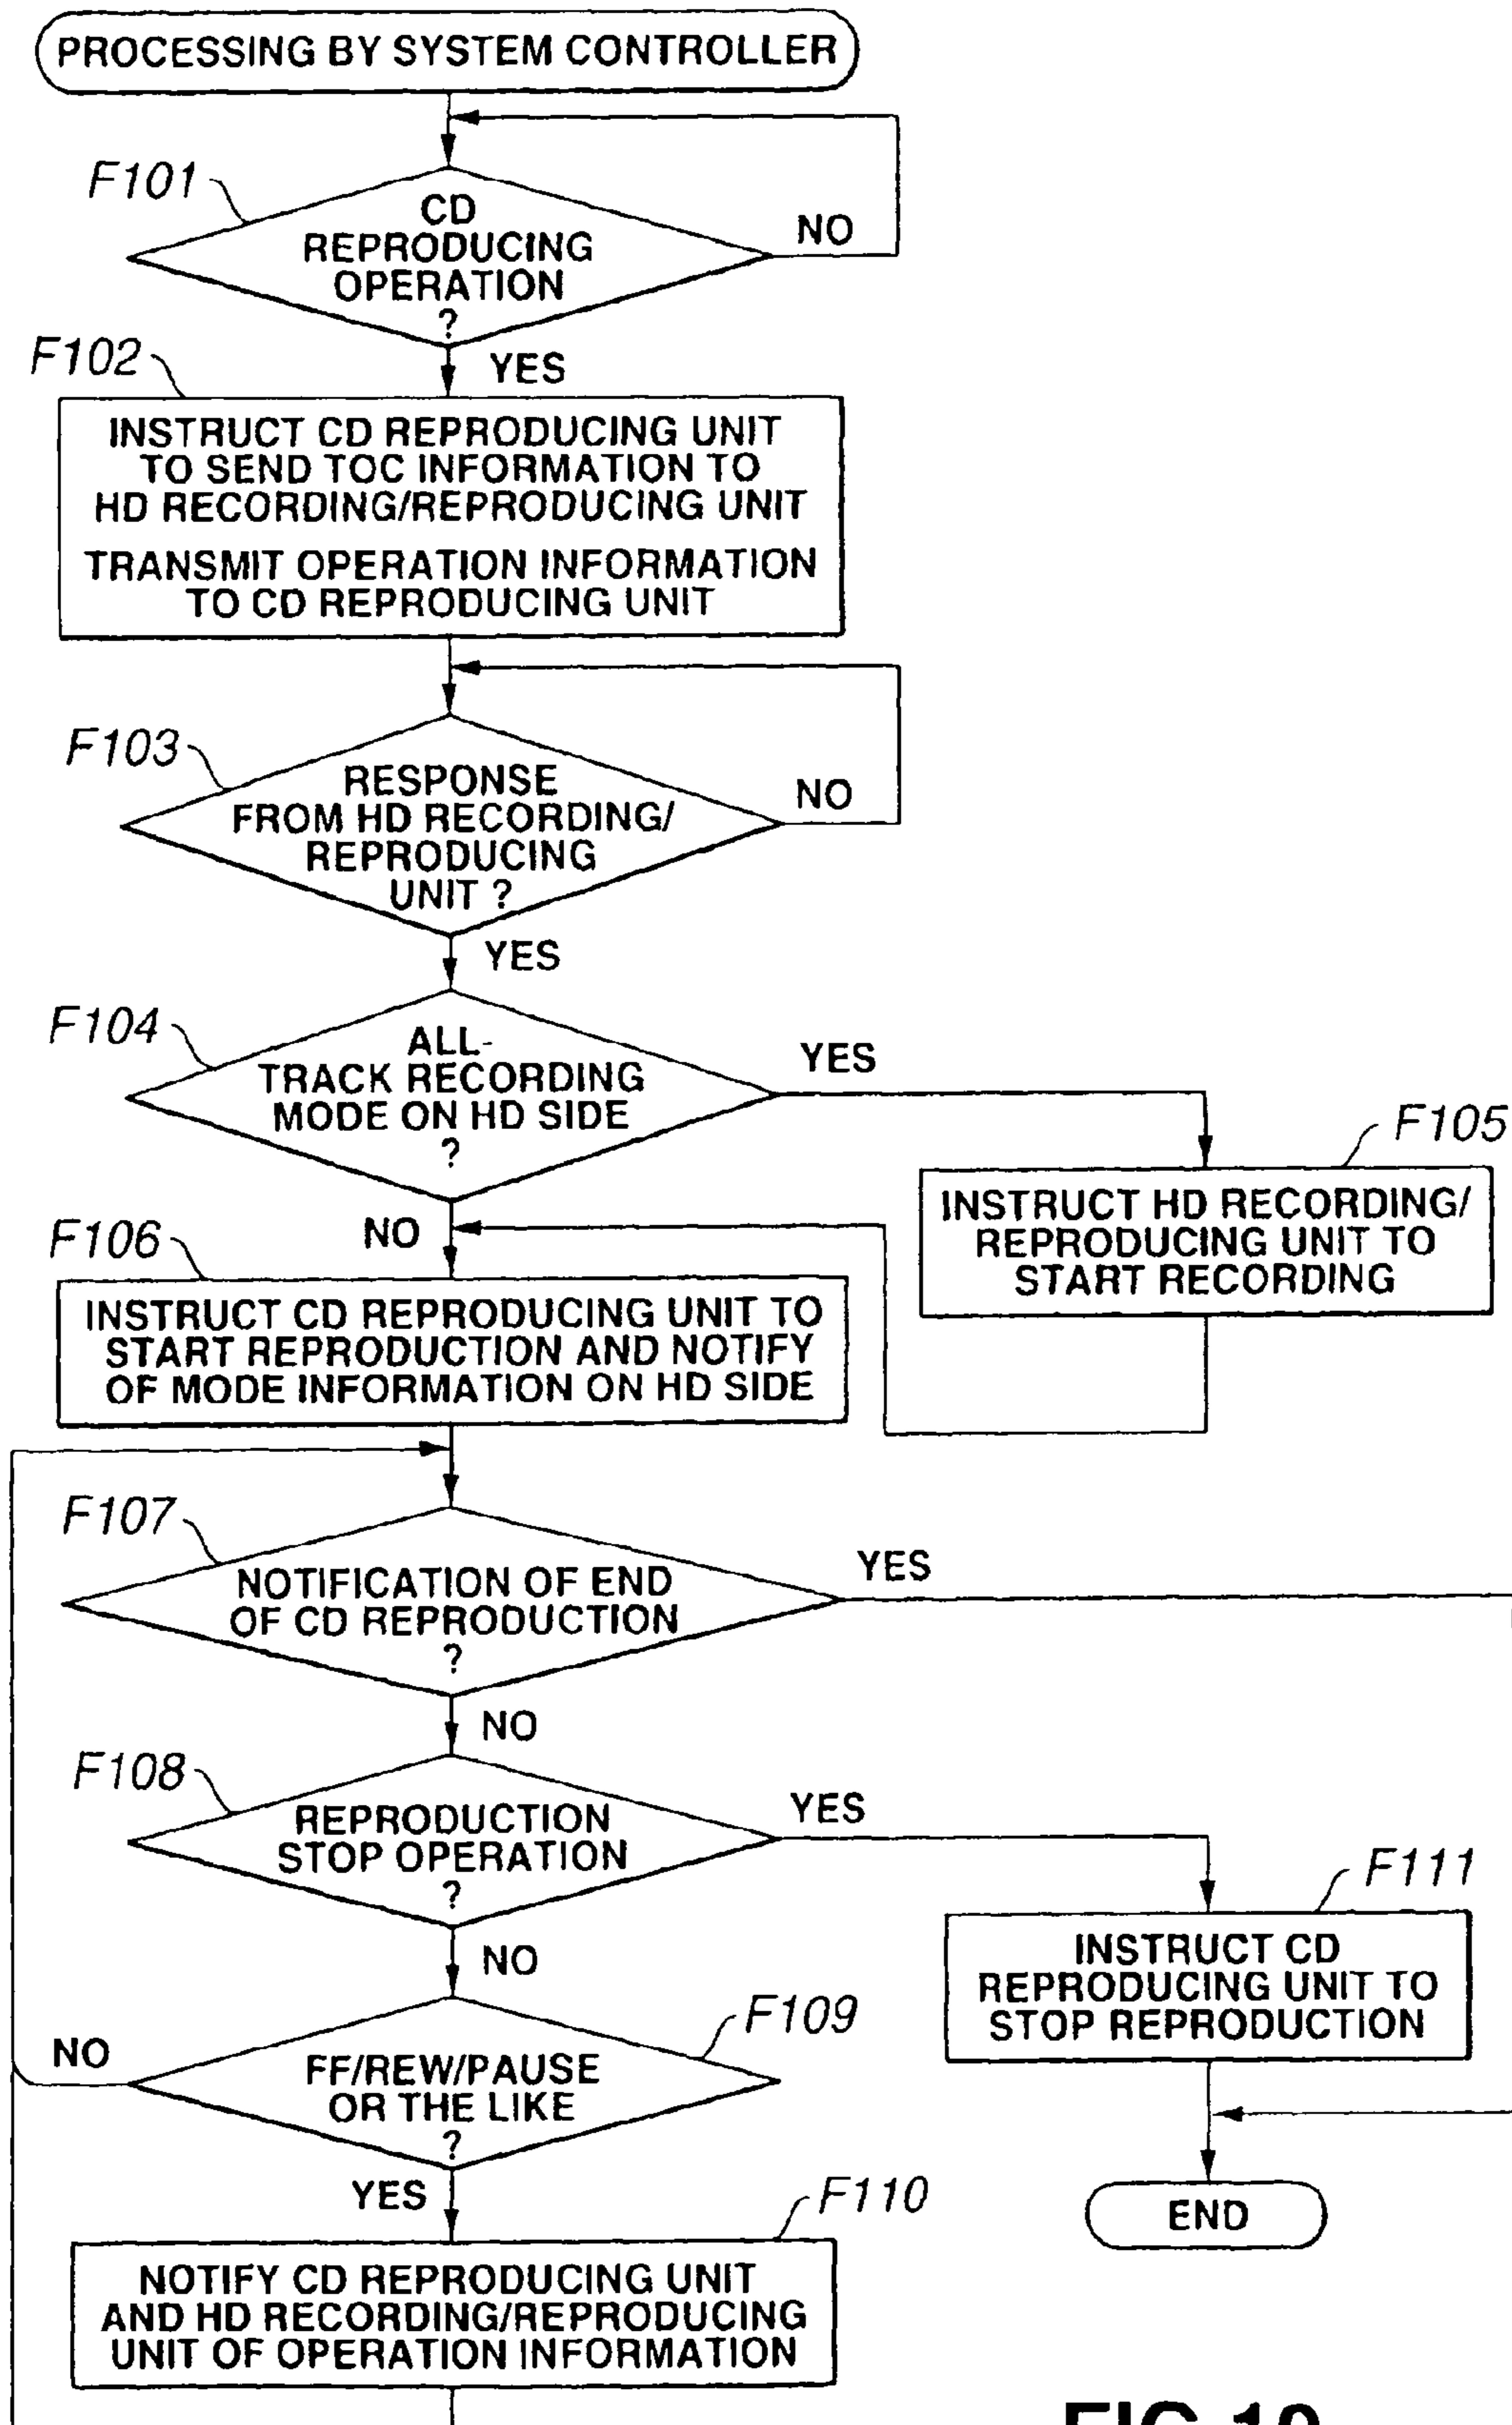 PROCESSING BY SYSTEM CONTROLLER
F101
CD
REPRODUCING
OPERATION
?
NO
YES
F102
INSTRUCT CD REPRODUCING UNIT
TO SEND TOC INFORMATION TO
HD RECORDING/REPRODUCING UNIT
TRANSMIT OPERATION INFORMATION
TO CD REPRODUCING UNIT
F103
RESPONSE
FROM HD RECORDING/
REPRODUCING
UNIT ?
NO
YES
F104
ALL-
TRACK RECORDING
MODE ON HD SIDE
?
YES
NO
F105
INSTRUCT HD RECORDING/
REPRODUCING UNIT TO
START RECORDING
F106
INSTRUCT CD REPRODUCING UNIT TO
START REPRODUCTION AND NOTIFY
OF MODE INFORMATION ON HD SIDE
F107
NOTIFICATION OF END
OF CD REPRODUCTION
?
YES
NO
F108
REPRODUCTION
STOP OPERATION
?
YES
NO
F111
INSTRUCT CD
REPRODUCING UNIT TO
STOP REPRODUCTION
F109
FF/REW/PAUSE
OR THE LIKE
?
NO
YES
END
F110
NOTIFY CD REPRODUCING UNIT
AND HD RECORDING/REPRODUCING
UNIT OF OPERATION INFORMATION